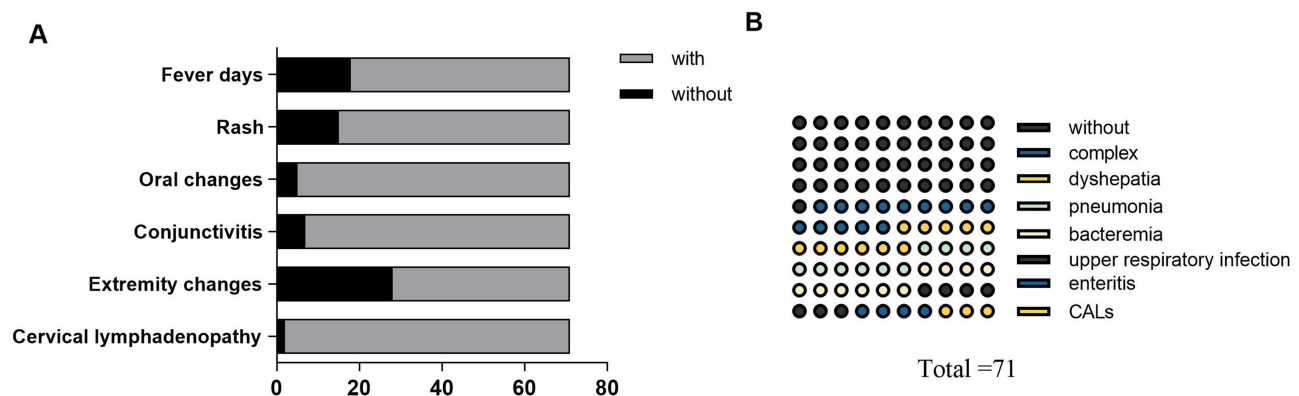 A
Fever days
Rash
Oral changes
Conjunctivitis
Extremity changes
Cervical lymphadenopathy
0 20 40 60 80
with
without
B
without
complex
dyshepatia
pneumonia
bacteremia
upper respiratory infection
enteritis
CALs
Total =71